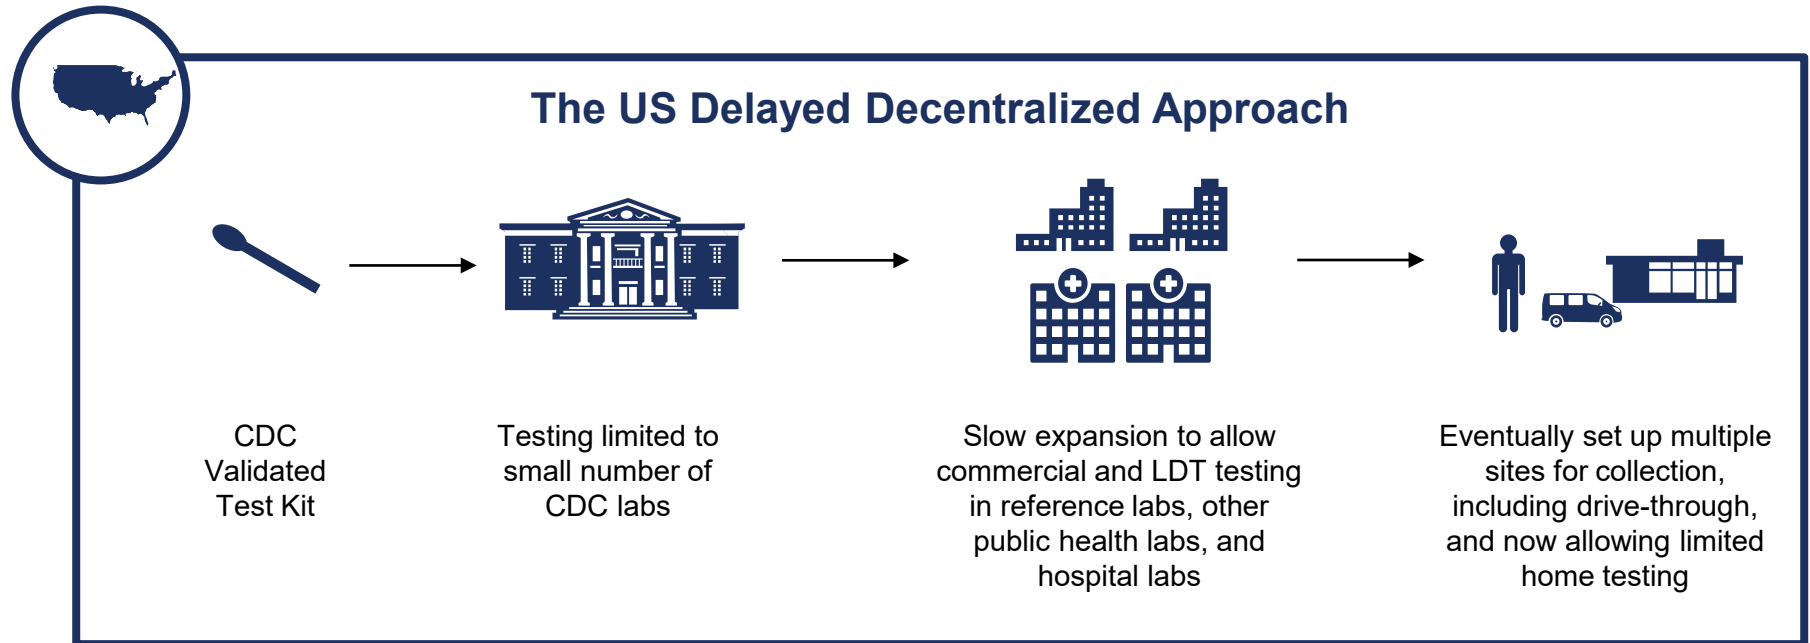 The US Delayed Decentralized Approach
CDC
Validated
Test Kit
Testing limited to
small number of
CDC labs
Slow expansion to allow
commercial and LDT testing
in reference labs, other
public health labs, and
hospital labs
Eventually set up multiple
sites for collection,
including drive-through,
and now allowing limited
home testing